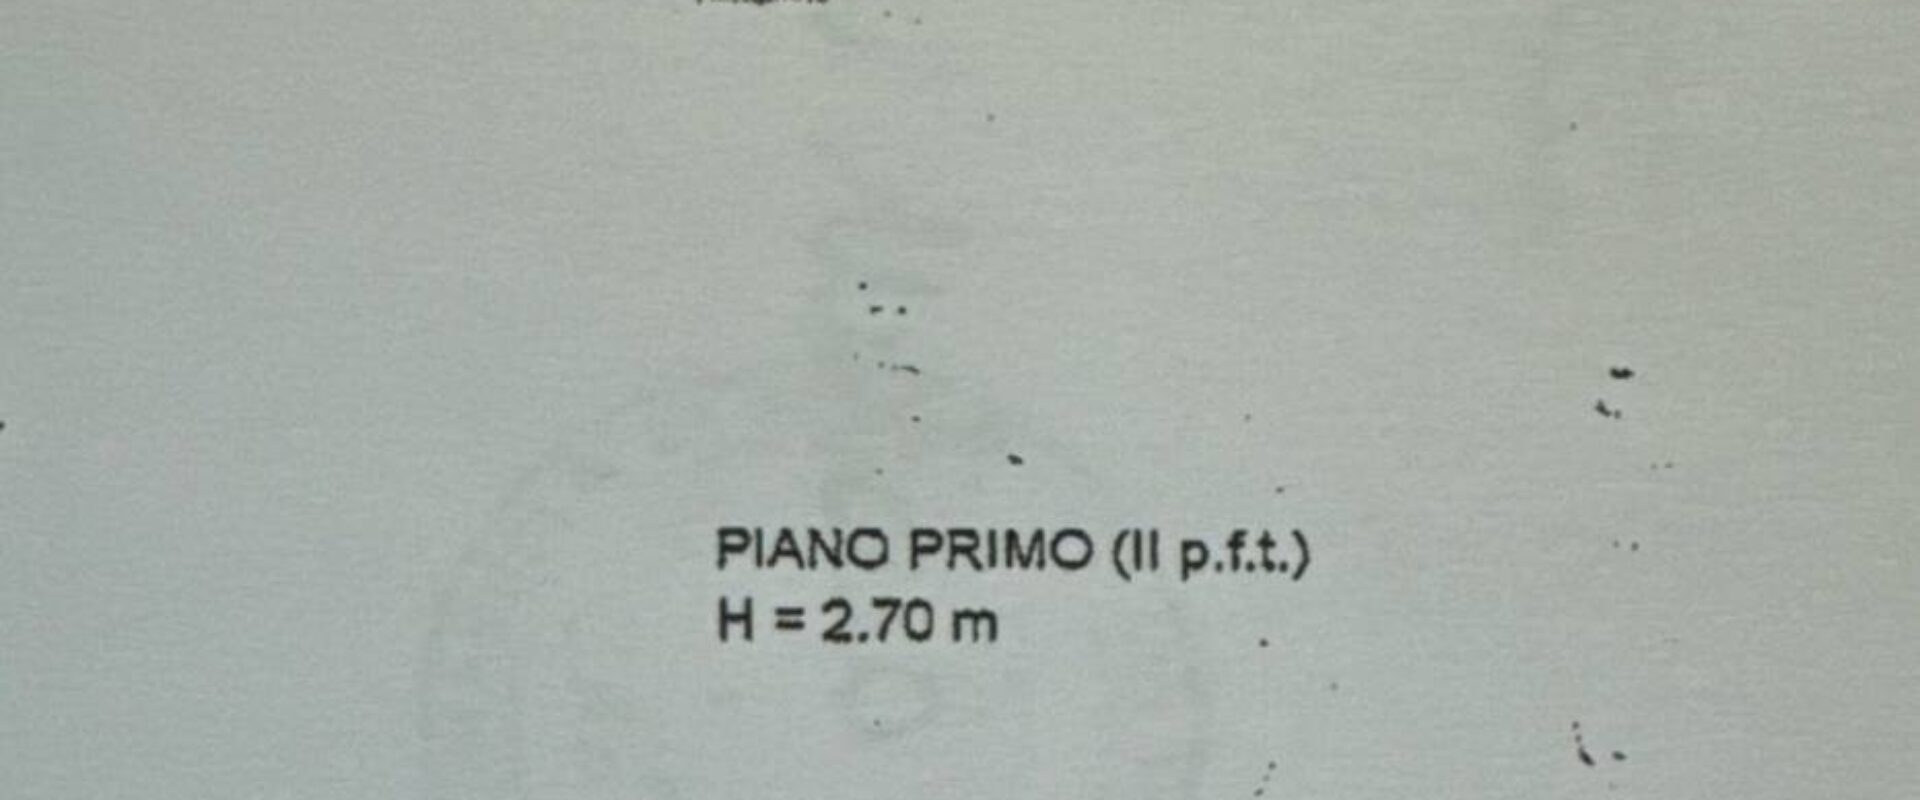 PIANO PRIMO (II p.f.t.)
H = 2.70 m